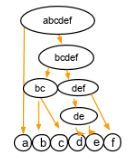 abcdef
bcdef
bc def
de
a b c d e f